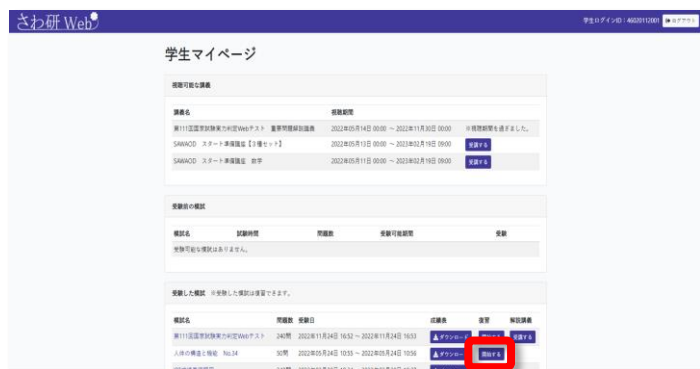 さわ研 Web
学生ログインID：46020112001 ログアウト
学生マイページ
視聴可能な講義
講義名 視聴期間
第111回国家試験実力判定Webテスト 重要問題解説講義 2022年05月14日 00:00 ～ 2022年11月30日 00:00 ※視聴期間を過ぎました。
SAWAOD スタート準備講座【3種セット】 2022年05月13日 00:00 ～ 2023年02月19日 09:00 受講する
SAWAOD スタート準備講座 数字 2022年05月11日 00:00 ～ 2023年02月19日 09:00 受講する
受験前の模試
模試名 試験時間 問題数 受験可能期間 受験
受験可能な模試はありません。
受験した模試 ※受験した模試は復習できます。
模試名 問題数 受験日 成績表 復習 解説講義
第111回国家試験実力判定Webテスト 240問 2022年11月24日 16:52 ～ 2022年11月24日 16:53 ダウンロード 開始する 受講する
人体の構造と機能 No.24 50問 2022年05月24日 10:55 ～ 2022年05月24日 10:56 ダウンロード 開始する